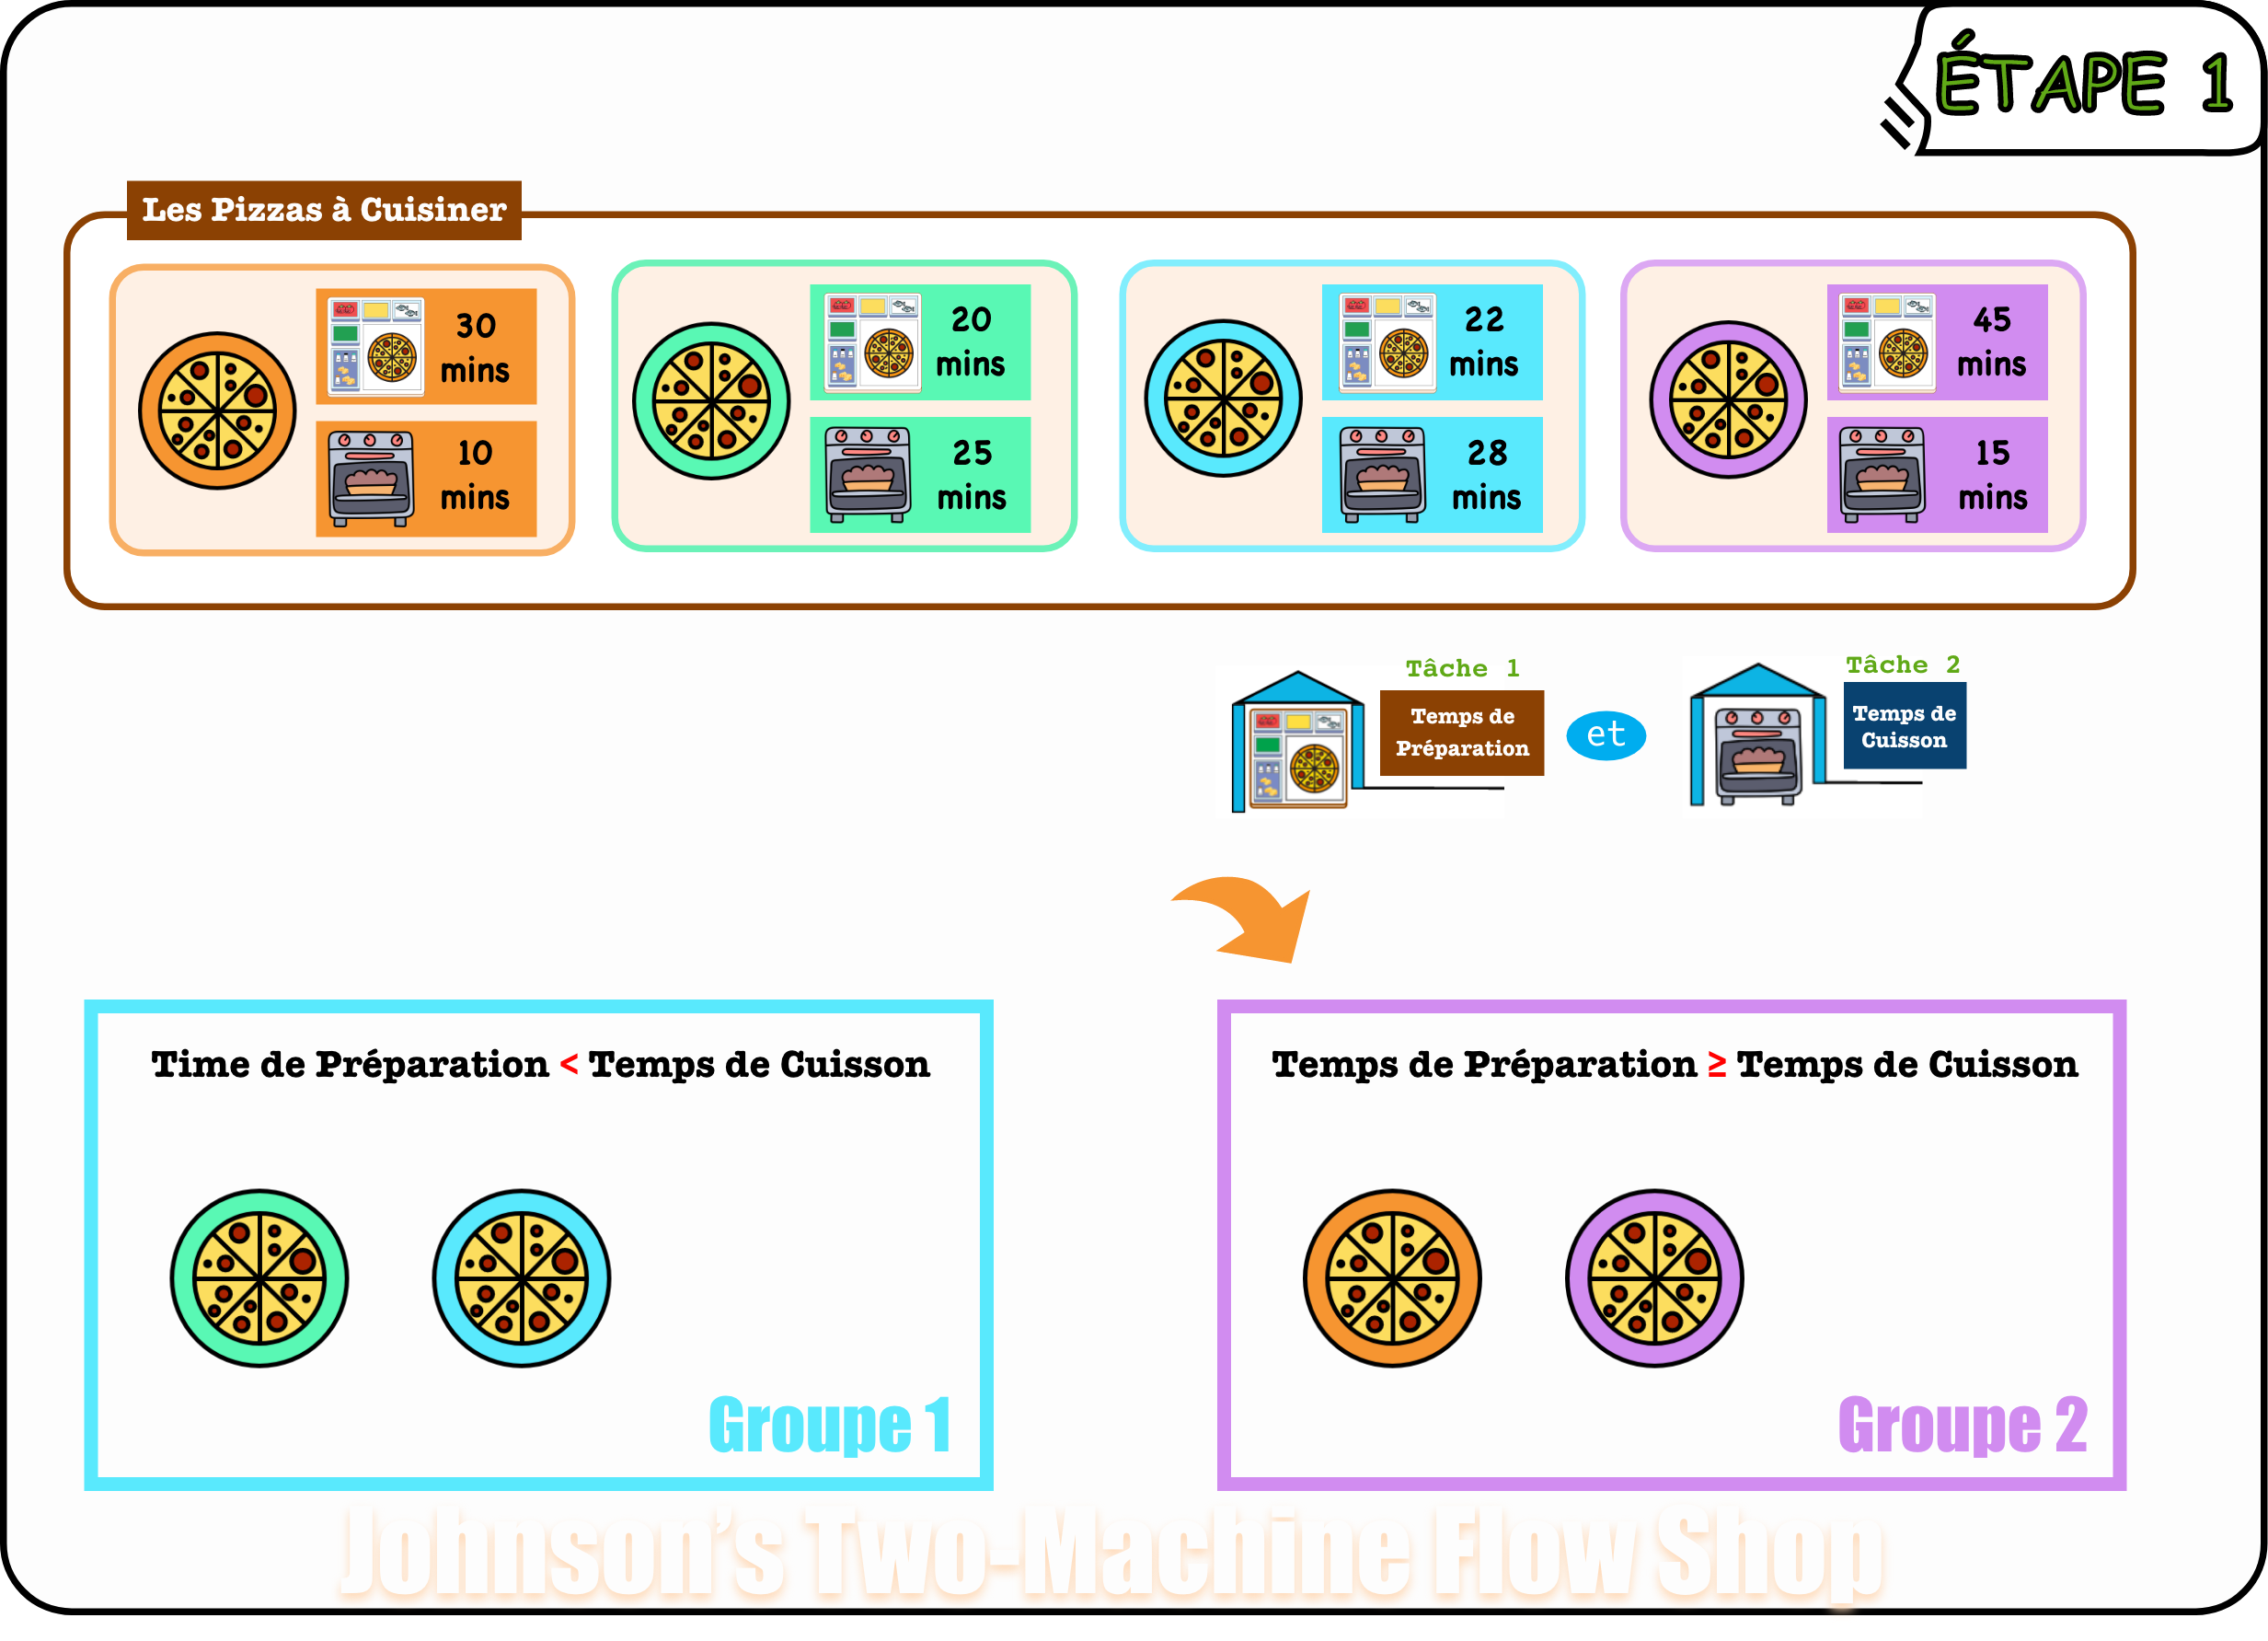 ÉTAPE 1
Les Pizzas à Cuisiner
30
mins
10
mins
20
mins
25
mins
22
mins
28
mins
45
mins
15
mins
Tâche 1
Temps de
Préparation
et
Tâche 2
Temps de
Cuisson
Time de Préparation < Temps de Cuisson
Groupe 1
Temps de Préparation ≥ Temps de Cuisson
Groupe 2
Johnson's Two-Machine Flow Shop